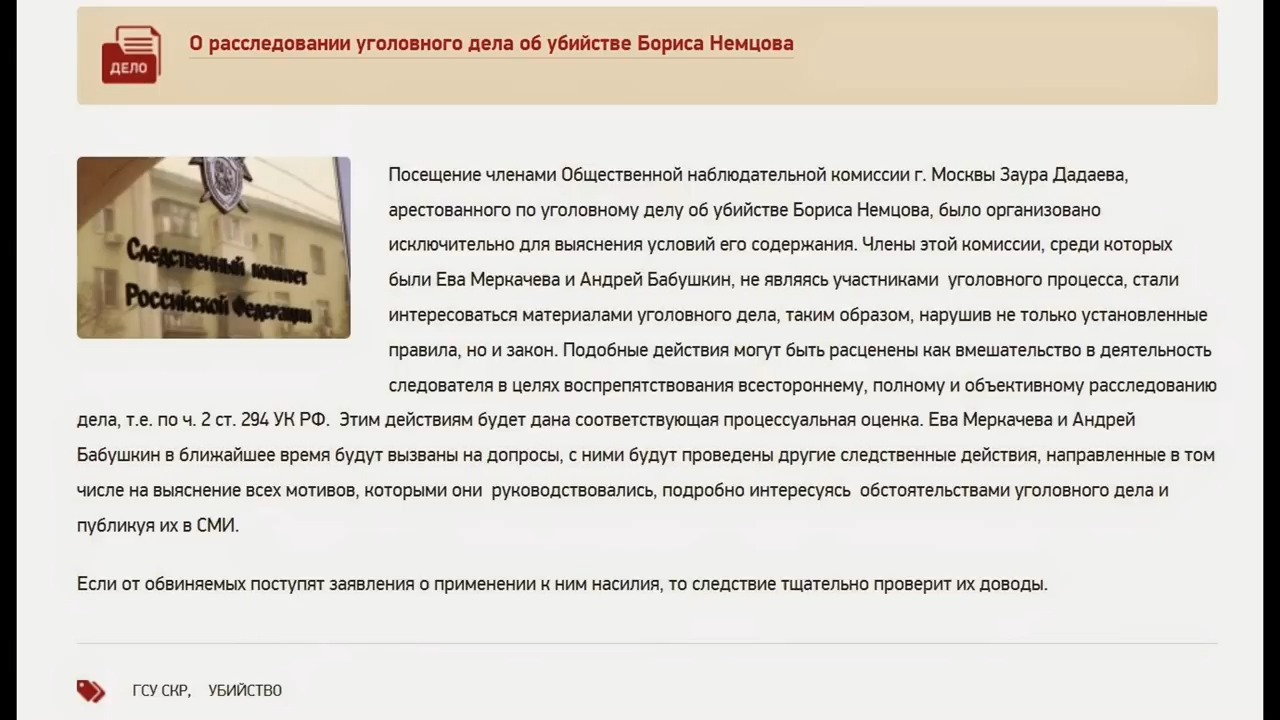 ДЕЛО
О расследовании уголовного дела об убийстве Бориса Немцова
Следственный комитет
Российской Федерации
Посещение членами Общественной наблюдательной комиссии г. Москвы Заура Дадаева,
арестованного по уголовному делу об убийстве Бориса Немцова, было организовано
исключительно для выяснения условий его содержания. Члены этой комиссии, среди которых
были Ева Меркачева и Андрей Бабушкин, не являясь участниками  уголовного процесса, стали
интересоваться материалами уголовного дела, таким образом, нарушив не только установленные
правила, но и закон. Подобные действия могут быть расценены как вмешательство в деятельность
следователя в целях воспрепятствования всестороннему, полному и объективному расследованию
дела, т.е. по ч. 2 ст. 294 УК РФ.  Этим действиям будет дана соответствующая процессуальная оценка. Ева Меркачева и Андрей
Бабушкин в ближайшее время будут вызваны на допросы, с ними будут проведены другие следственные действия, направленные в том
числе на выяснение всех мотивов, которыми они  руководствовались, подробно интересуясь  обстоятельствами уголовного дела и
публикуя их в СМИ.
Если от обвиняемых поступят заявления о применении к ним насилия, то следствие тщательно проверит их доводы.
ГСУ СКР, УБИЙСТВО